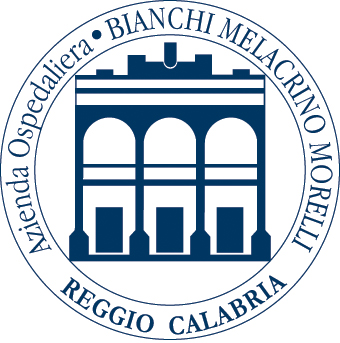 Azienda Ospedaliera • BIANCHI MELACRINO MORELLI
REGGIO CALABRIA